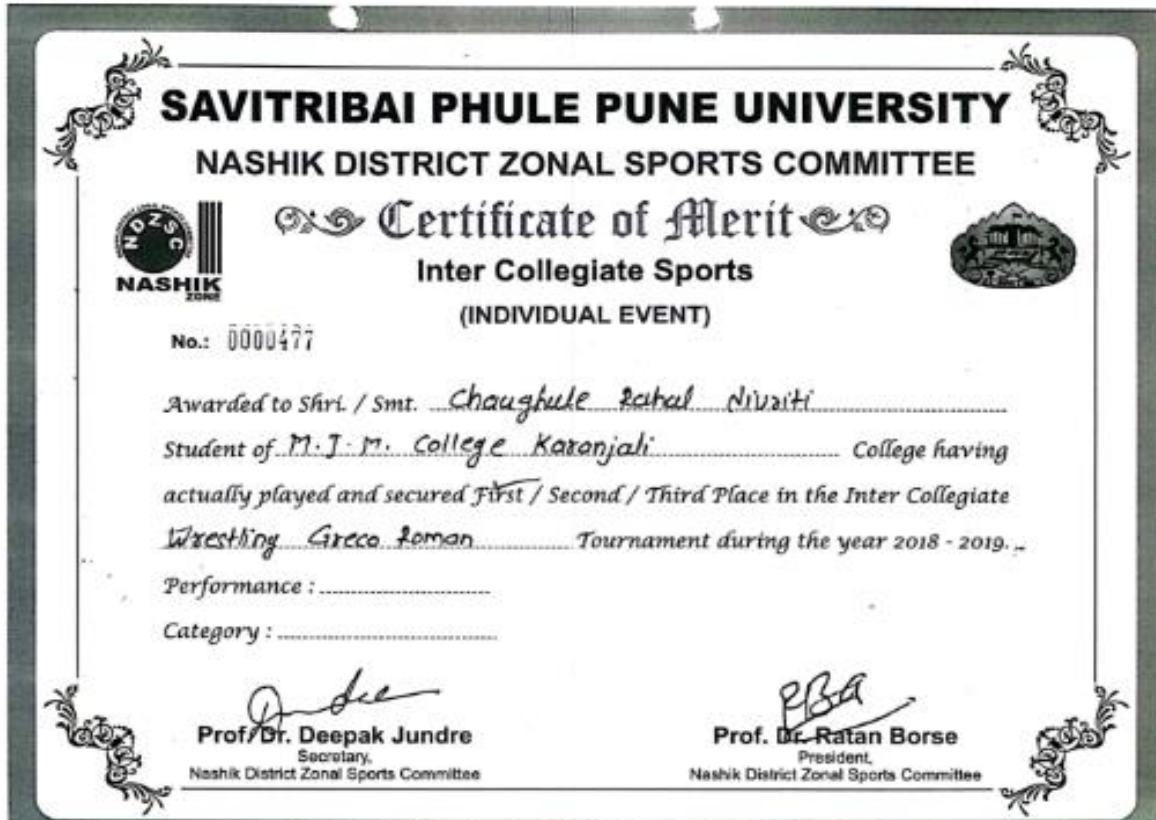 SAVITRIBAI PHULE PUNE UNIVERSITY
NASHIK DISTRICT ZONAL SPORTS COMMITTEE
Certificate of Merit
NDZSC
NASHIK
ZONE
Inter Collegiate Sports
(INDIVIDUAL EVENT)
No.: 0000477
Awarded to Shri. / Smt. Chaughule Rahul Nivriti
Student of M.J.M. College Karanjali College having
actually played and secured First / Second / Third Place in the Inter Collegiate
Wrestling Greco Roman Tournament during the year 2018 - 2019.
Performance :
Category :
Prof. Dr. Deepak Jundre
Secretary,
Nashik District Zonal Sports Committee
Prof. Dr. Ratan Borse
President,
Nashik District Zonal Sports Committee